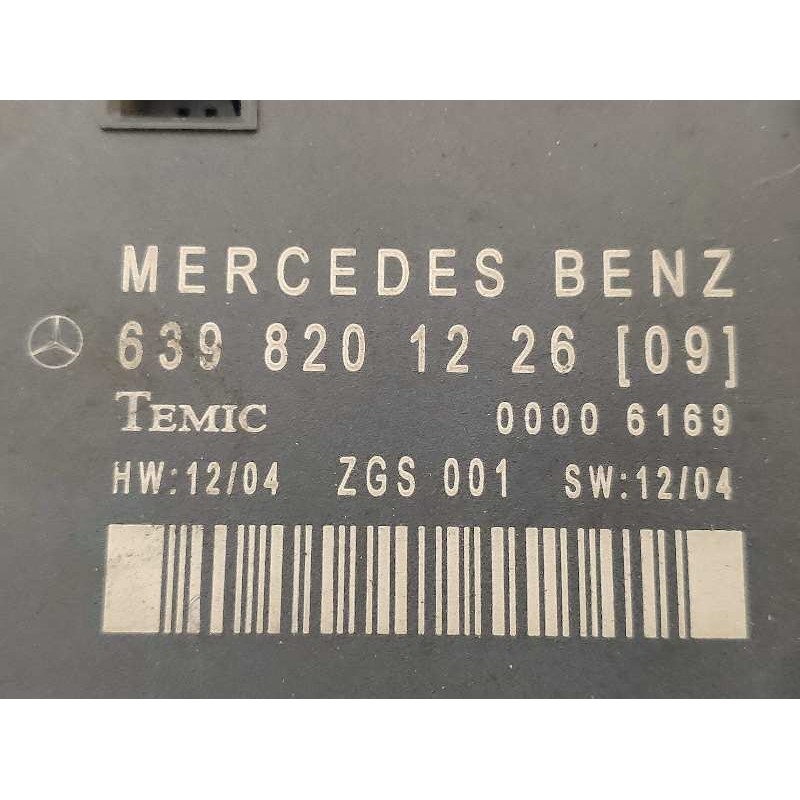 MERCEDES BENZ
639 820 12 26 [09]
TEMIC 0000 6169
HW:12/04 ZGS 001 SW:12/04